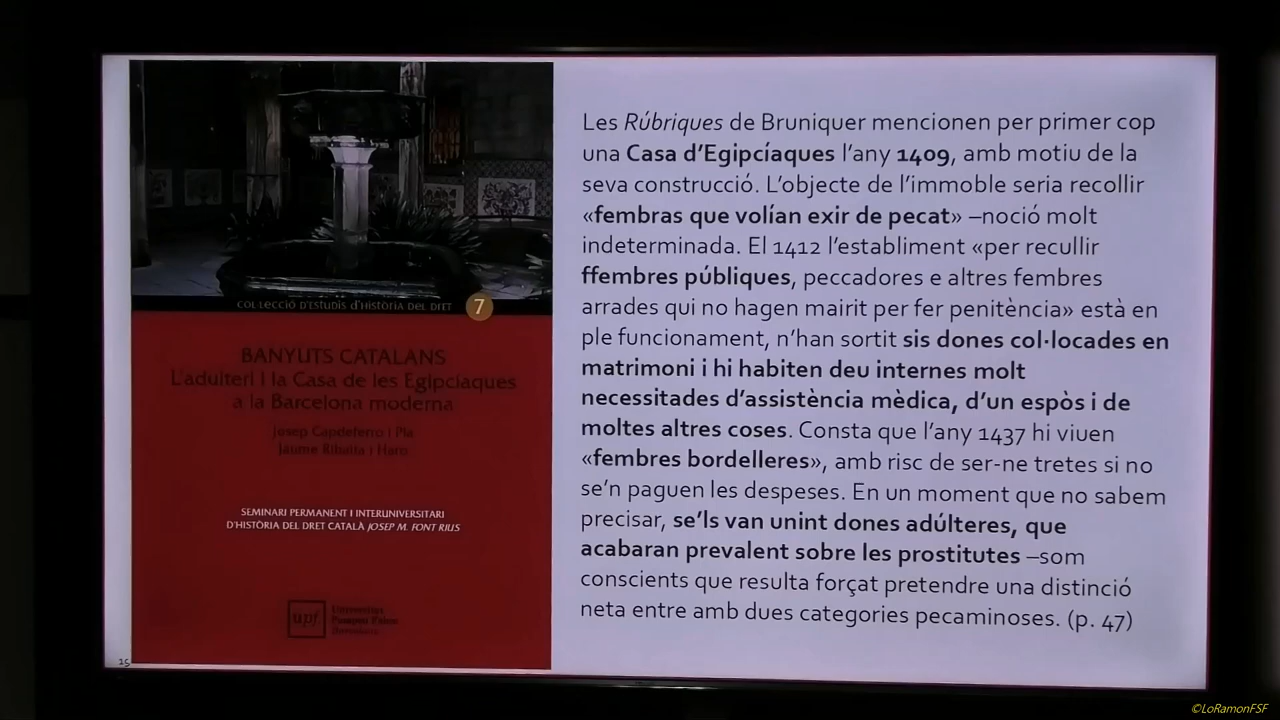 COL·LECCIÓ D'ESTUDIS D'HISTÒRIA DEL DRET 7
BANYUTS CATALANS
L'adulteri i la Casa de les Egipcíaques
a la Barcelona moderna
Josep Capdeferro i Pla
Jaume Ribalta i Haro
SEMINARI PERMANENT I INTERUNIVERSITARI
D'HISTÒRIA DEL DRET CATALÀ JOSEP M. FONT RIUS
upf. Universitat
Pompeu Fabra
Barcelona
15
Les Rúbriques de Bruniquer mencionen per primer cop
una Casa d'Egipcíaques l'any 1409, amb motiu de la
seva construcció. L'objecte de l'immoble seria recollir
«fembras que volían exir de pecat» –noció molt
indeterminada. El 1412 l'establiment «per recullir
ffembres públiques, peccadores e altres fembres
arrades qui no hagen mairit per fer penitència» està en
ple funcionament, n'han sortit sis dones col·locades en
matrimoni i hi habiten deu internes molt
necessitades d'assistència mèdica, d'un espòs i de
moltes altres coses. Consta que l'any 1437 hi viuen
«fembres bordelleres», amb risc de ser-ne tretes si no
se'n paguen les despeses. En un moment que no sabem
precisar, se'ls van unint dones adúlteres, que
acabaran prevalent sobre les prostitutes –som
conscients que resulta forçat pretendre una distinció
neta entre amb dues categories pecaminoses. (p. 47)
©LoRamonFSF